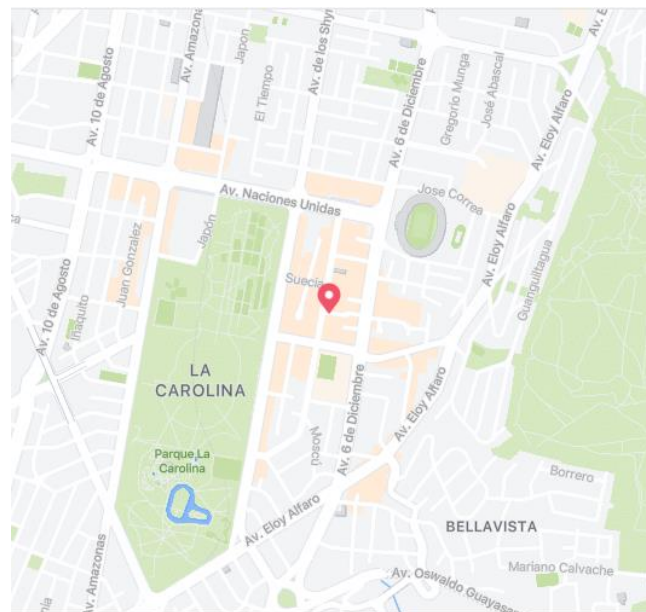 Av. 10 de Agosto
Av. Amazonas
Japon
El Tiempo
Av. de los Shyris
Av. 6 de Diciembre
Gregorio Munga
José Abascal
Av. Eloy Alfaro
Av. Naciones Unidas
Jose Correa
Juan Gonzalez
Japón
Suecia
Av. Eloy Alfaro
Guanguiltagua
Av. 10 de Agosto
Iñaquito
LA
CAROLINA
Av. 6 de Diciembre
Av. Eloy Alfaro
Moscú
Parque La
Carolina
Borrero
Av. Eloy Alfaro
BELLAVISTA
Av. Amazonas
Mariano Calvache
Av. Oswaldo Guayasa